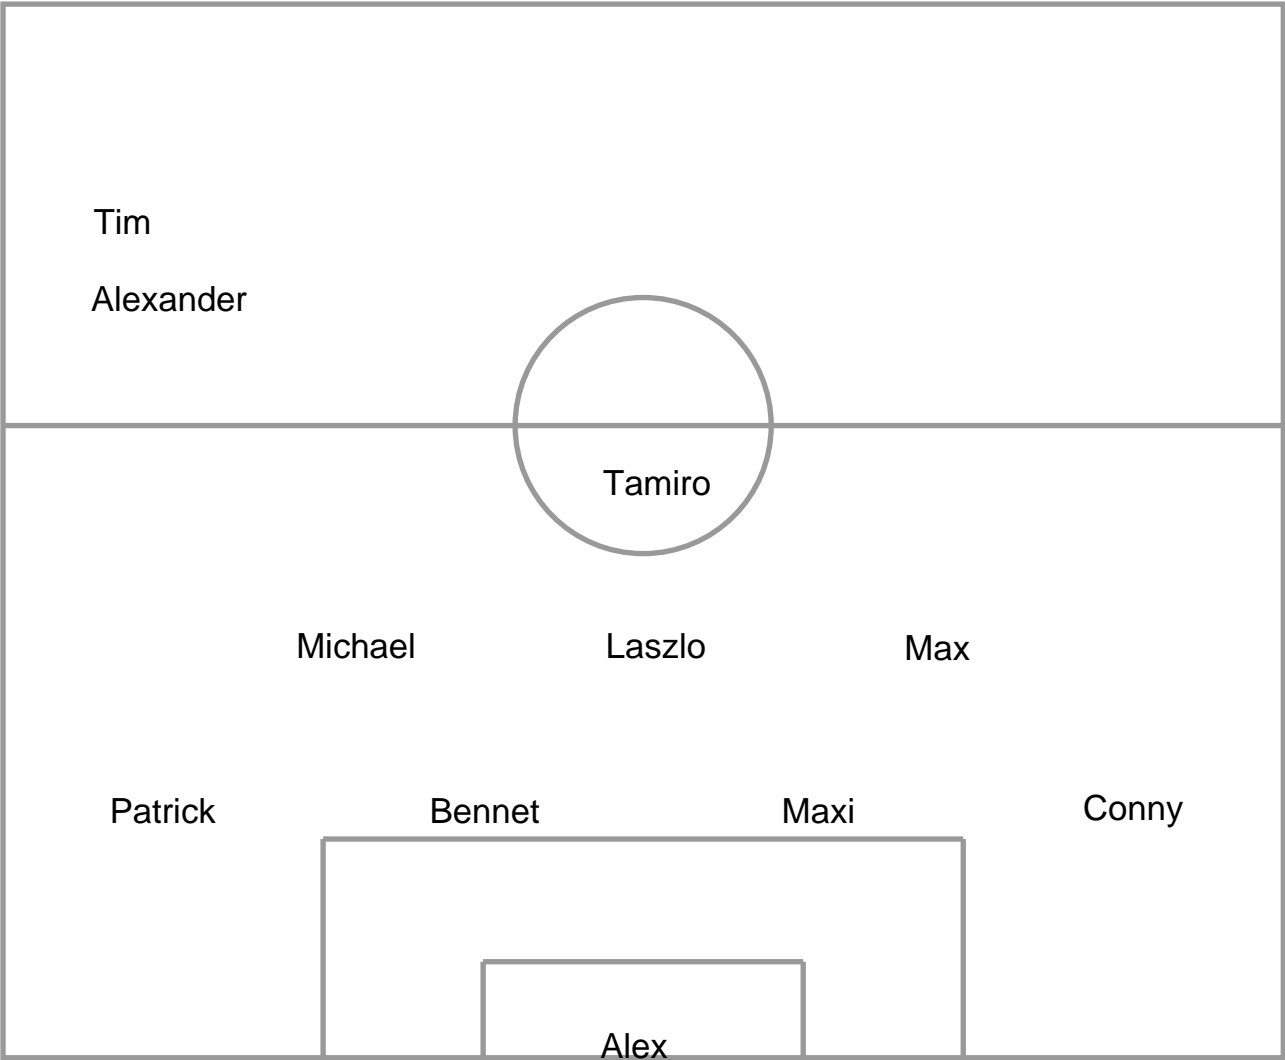 Tim
Alexander
Tamiro
Michael Laszlo Max
Patrick Bennet Maxi Conny
Alex